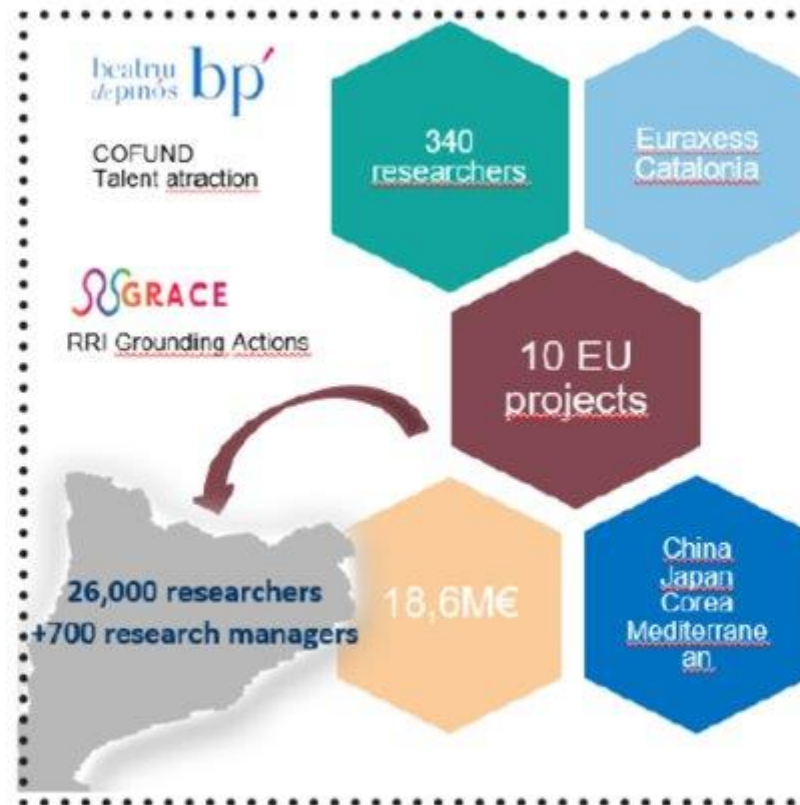 beatriu
de pinós bp'
COFUND
Talent atraction
GRACE
RRI Grounding Actions
340
researchers
Euraxess
Catalonia
10 EU
projects
26,000 researchers
+700 research managers
18,6M€
China
Japan
Corea
Mediterrane
an